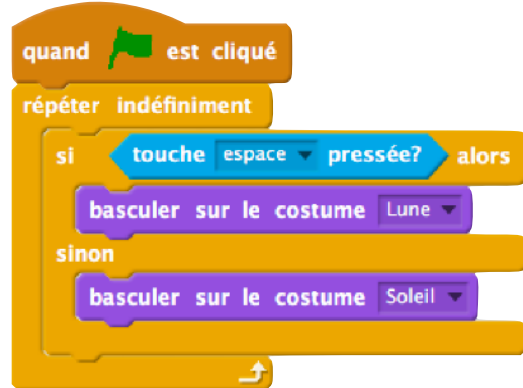 quand est cliqué
répéter indéfiniment
si touche espace pressée? alors
basculer sur le costume Lune
sinon
basculer sur le costume Soleil